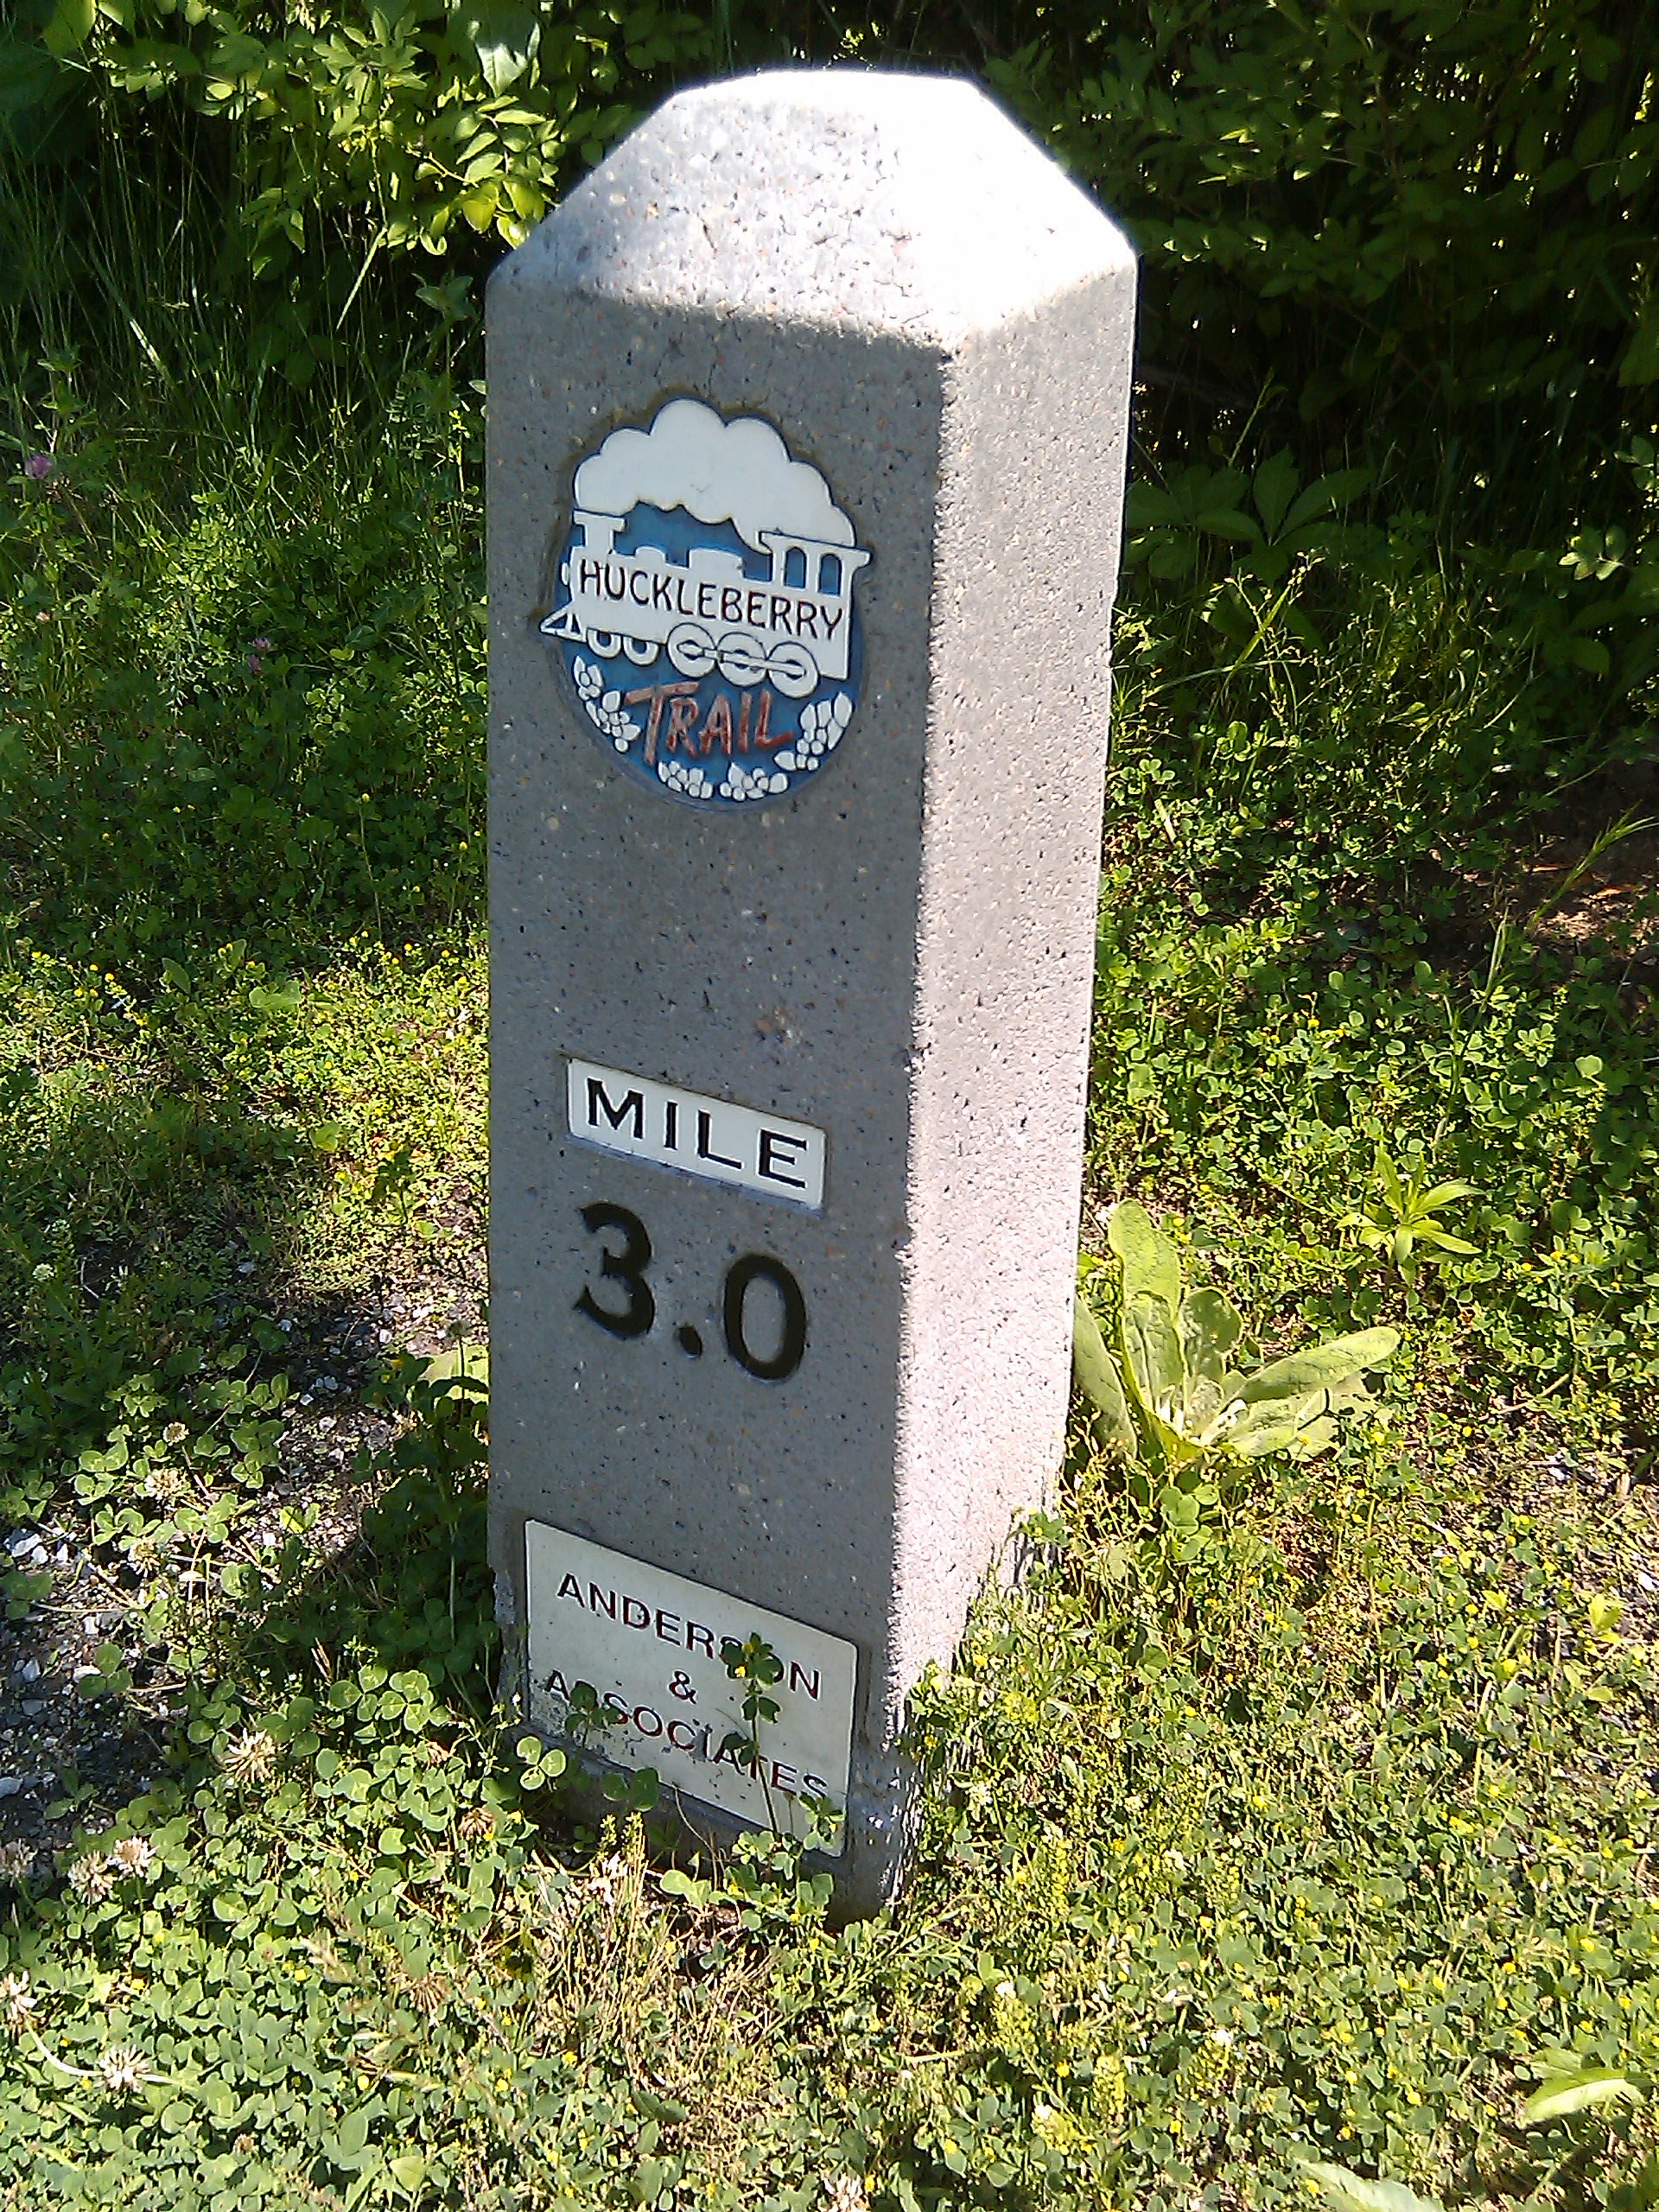 HUCKLEBERRY
TRAIL
MILE
3.0
ANDERSON
&
ASSOCIATES